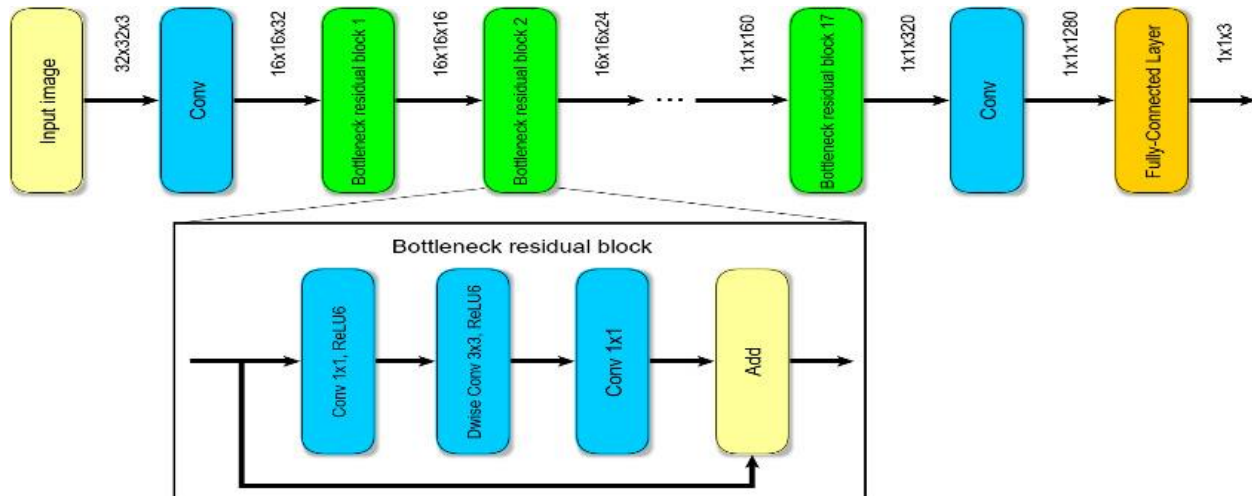 Input image
32x32x3
Conv
16x16x32
Bottleneck residual block 1
16x16x16
Bottleneck residual block 2
16x16x24
...
1x1x160
Bottleneck residual block 17
1x1x320
Conv
1x1x1280
Fully-Connected Layer
1x1x3
Bottleneck residual block
Conv 1x1, ReLU6
Dwise Conv 3x3, ReLU6
Conv 1x1
Add